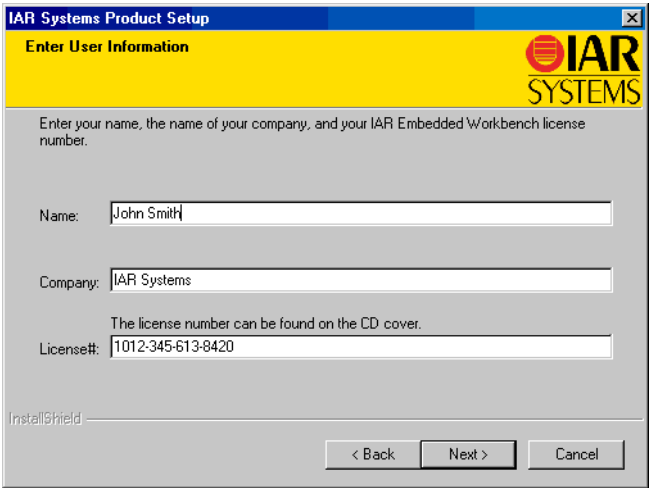 IAR Systems Product Setup
Enter User Information
IAR
SYSTEMS
Enter your name, the name of your company, and your IAR Embedded Workbench license
number.
Name: John Smith
Company: IAR Systems
The license number can be found on the CD cover.
License#: 1012-345-613-8420
InstallShield
< Back Next > Cancel